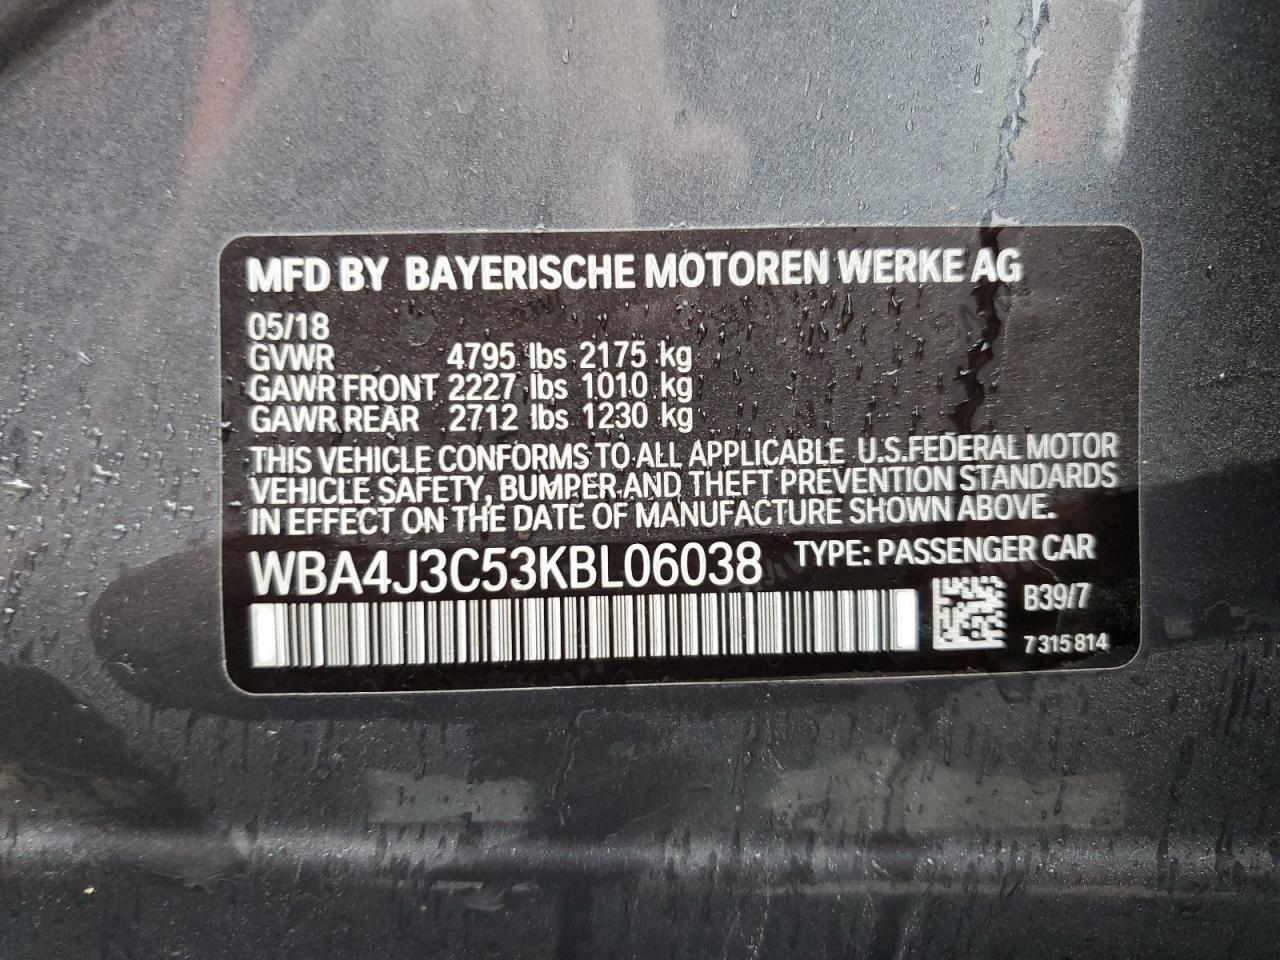 MFD BY BAYERISCHE MOTOREN WERKE AG
05/18
GVWR 4795 lbs 2175 kg
GAWR FRONT 2227 lbs 1010 kg
GAWR REAR 2712 lbs 1230 kg
THIS VEHICLE CONFORMS TO ALL APPLICABLE U.S.FEDERAL MOTOR
VEHICLE SAFETY, BUMPER AND THEFT PREVENTION STANDARDS
IN EFFECT ON THE DATE OF MANUFACTURE SHOWN ABOVE.
WBA4J3C53KBL06038 TYPE: PASSENGER CAR
B39/7
7 315 814